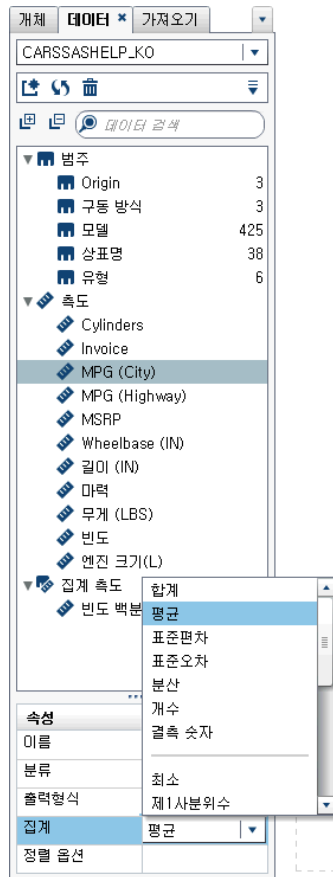 개체 데이터 × 가져오기
CARSSASHELP_KO
데이터 검색
범주
Origin 3
구동 방식 3
모델 425
상표명 38
유형 6
측도
Cylinders
Invoice
MPG (City)
MPG (Highway)
MSRP
Wheelbase (IN)
길이 (IN)
마력
무게 (LBS)
빈도
엔진 크기(L)
집계 측도
빈도 백분
합계
평균
표준편차
표준오차
분산
개수
결측 숫자
최소
제1사분위수
속성
이름
분류
출력형식
집계 평균
정렬 옵션